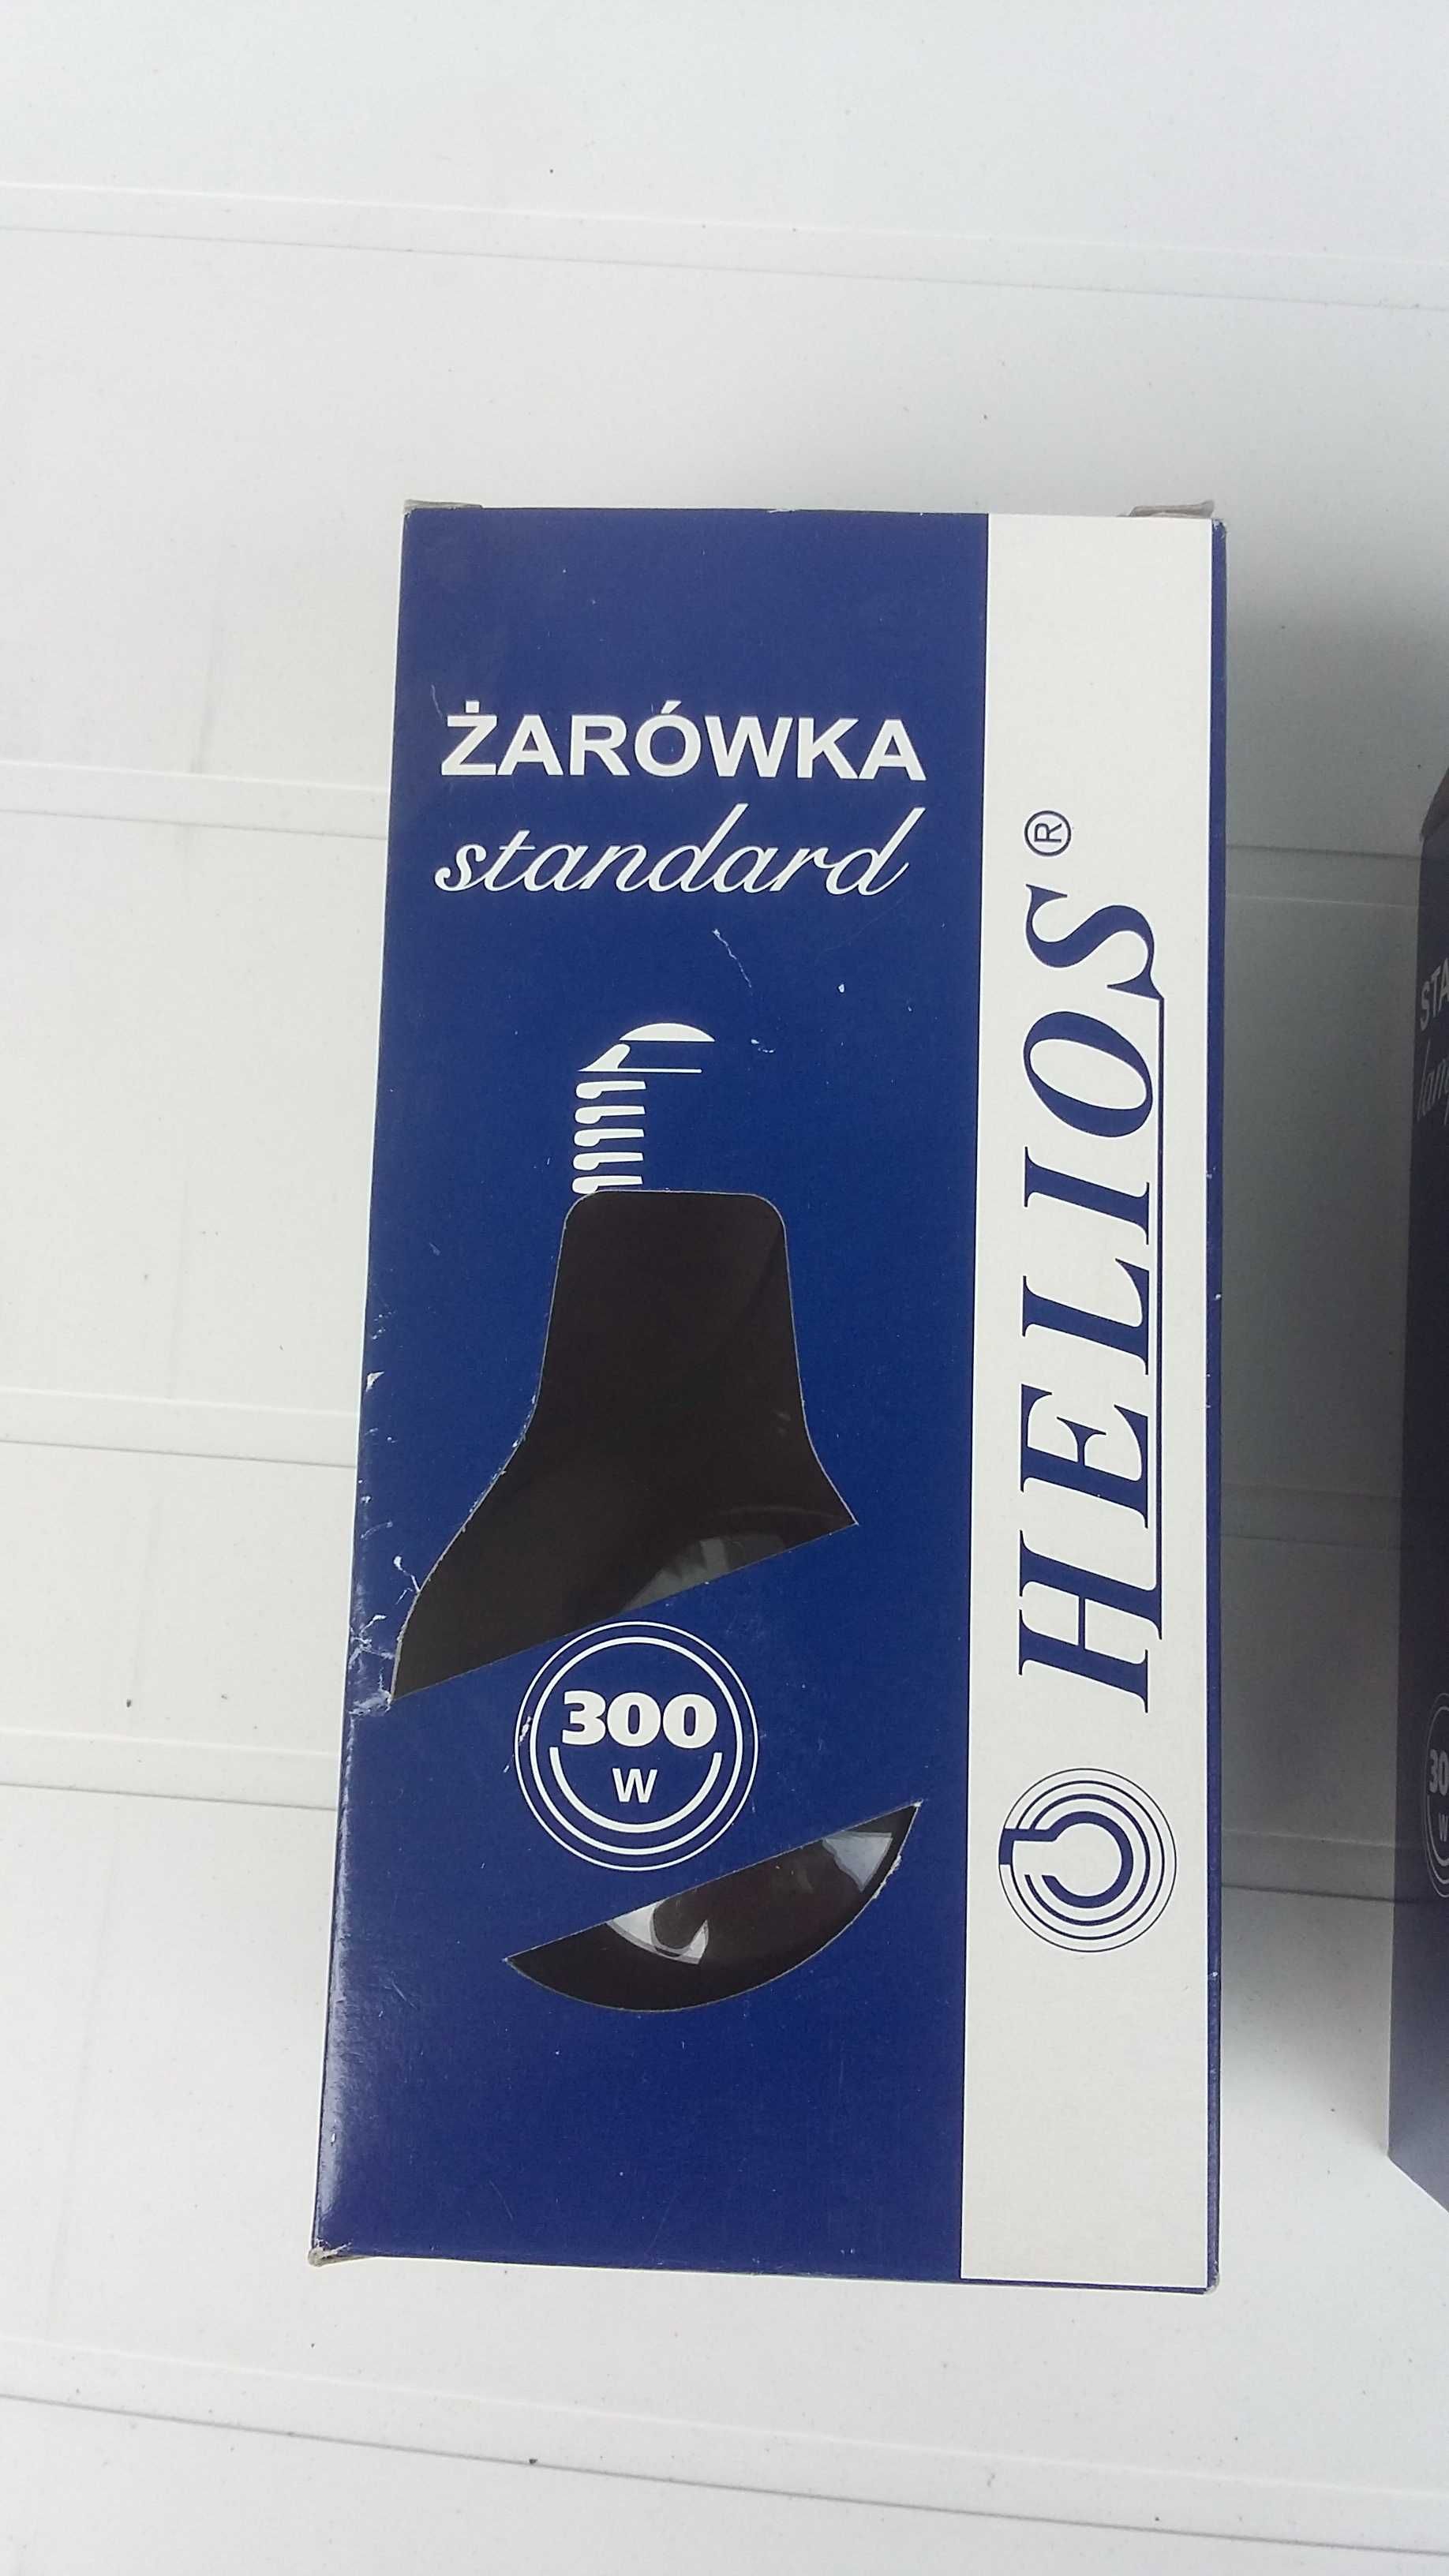 ŻARÓWKA
standard
300
W
HELIOS®